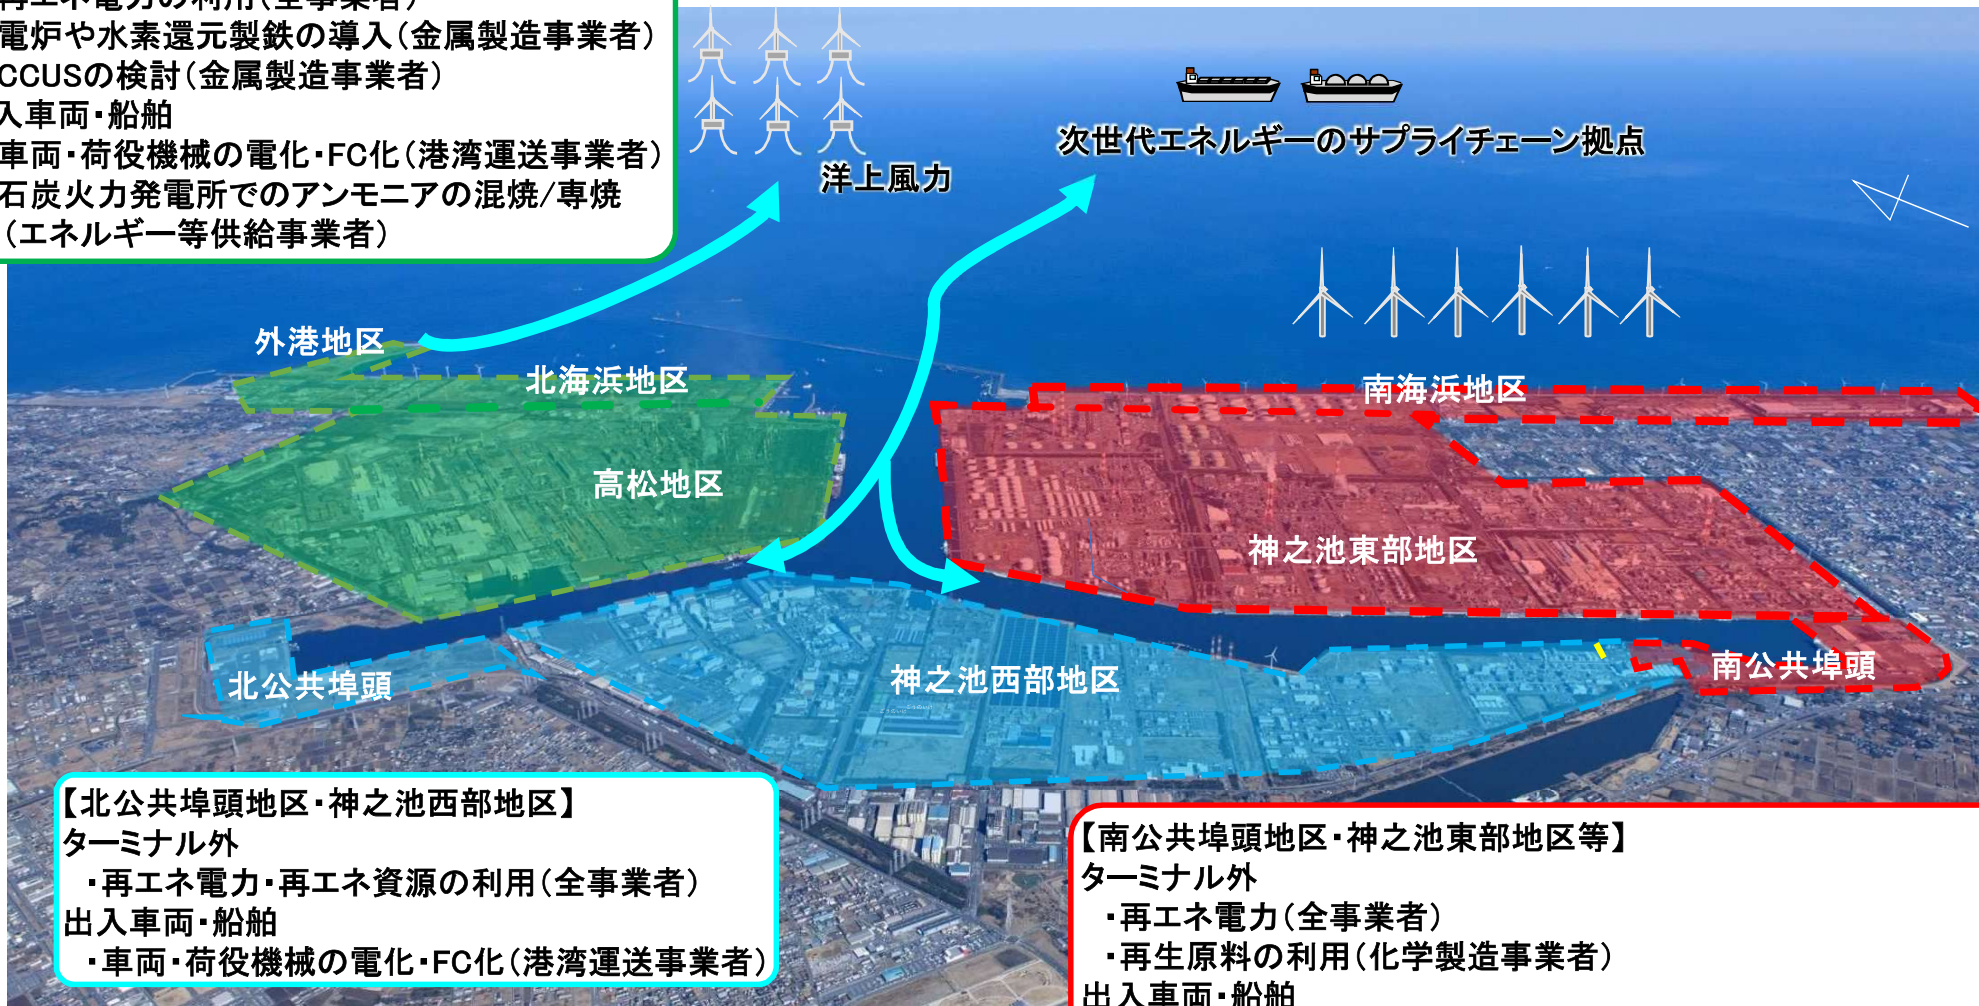 再エネ電力の利用(全事業者)
電炉や水素還元製鉄の導入(金属製造事業者)
CCUSの検討(金属製造事業者)
入車両・船舶
車両・荷役機械の電化・FC化(港湾運送事業者)
石炭火力発電所でのアンモニアの混焼/専焼
(エネルギー等供給事業者)
洋上風力
次世代エネルギーのサプライチェーン拠点
外港地区
北海浜地区
南海浜地区
高松地区
神之池東部地区
北公共埠頭
神之池西部地区
南公共埠頭
【北公共埠頭地区・神之池西部地区】
ターミナル外
・再エネ電力・再エネ資源の利用(全事業者)
出入車両・船舶
・車両・荷役機械の電化・FC化(港湾運送事業者)
【南公共埠頭地区・神之池東部地区等】
ターミナル外
・再エネ電力(全事業者)
・再生原料の利用(化学製造事業者)
出入車両・船舶